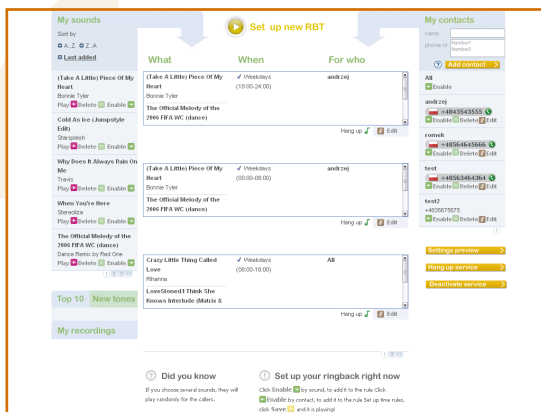 My sounds
Sort by
A..Z Z..A
Last added
(Take A Little) Piece Of My
Heart
Bonnie Tyler
Play Delete Enable
Cold As Ice (Jumpstyle
Edit)
Starsplash
Play Delete Enable
Why Does It Always Rain On
Me
Travis
Play Delete Enable
When You're Here
Stereoliza
Play Delete Enable
The Official Melody of the
2006 FIFA WC (dance)
Dance Remix by Red One
Play Delete Enable
Top 10 New tones
My recordings
Set up new RBT
What When For who
(Take A Little) Piece Of My
Heart
Bonnie Tyler
The Official Melody of the
2006 FIFA WC (dance)
✓ Weekdays
(18:00-24:00)
andrzej
Hang up Edit
(Take A Little) Piece Of My
Heart
Bonnie Tyler
The Official Melody of the
2006 FIFA WC (dance)
✓ Weekdays
(00:00-08:00)
andrzej
Hang up Edit
Crazy Little Thing Called
Love
Rihanna
LoveStoned/I Think She
Knows Interlude (Matrix &
✓ Weekdays
(08:00-18:00)
All
Hang up Edit
? Did you know
If you choose several sounds, they will
play randomly for the callers.
! Set up your ringback right now
Click Enable by sound, to add it to the rule Click
Enable by contact, to add it to the rule Set up time rules,
click Save and it is playing!
My contacts
name
phone nr Number1
Number2
? Add contact >
All
Enable
andrzej
+4843543555
Enable Delete Edit
romek
+48564645666
Enable Delete Edit
test
+48563464364
Enable Delete Edit
test2
+4835675675
Enable Delete Edit
1
Settings preview >
Hang up service >
Deactivate service >